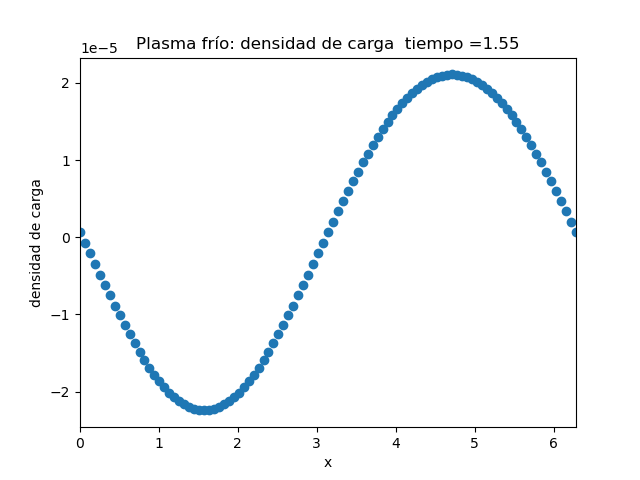 Plasma frío: densidad de carga  tiempo =1.55
1e−5
2
1
0
−1
−2
densidad de carga
0 1 2 3 4 5 6
x